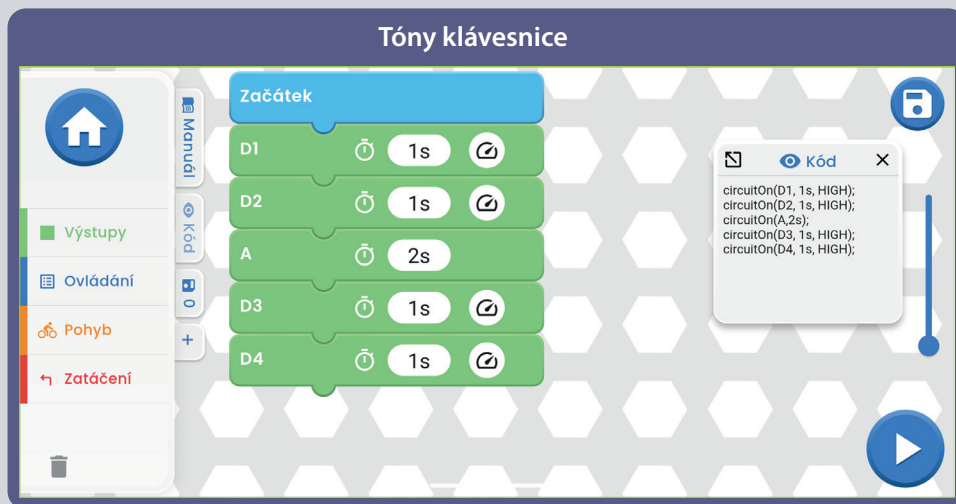 Tóny klávesnice
Začátek
D1 1s
D2 1s
A 2s
D3 1s
D4 1s
Výstupy
Ovládání
Pohyb
Zatáčení
Manuál
Kód
0
+
Kód
circuitOn(D1, 1s, HIGH);
circuitOn(D2, 1s, HIGH);
circuitOn(A,2s);
circuitOn(D3, 1s, HIGH);
circuitOn(D4, 1s, HIGH);